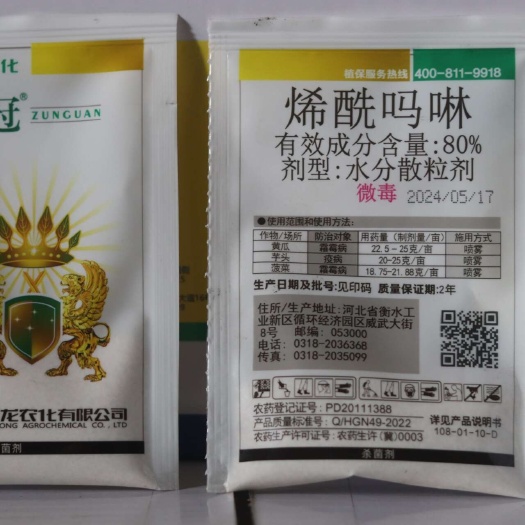 化
冠®
ZUNGUAN
龙农化有限公司
ONG AGROCHEMICAL CO., LTD
菌剂
植保服务热线 400-811-9918
烯酰吗啉
有效成分含量:80%
剂型:水分散粒剂
微毒 2024/05/17
●使用范围和使用方法:
作物/场所 防治对象 用药量(制剂量/亩) 施用方式
黄瓜 霜霉病 22.5-25克/亩 喷雾
芋头 疫病 20-25克/亩 喷雾
菠菜 霜霉病 18.75-21.88克/亩 喷雾
生产日期及批号:见印码 质量保证期:2年
住所/生产地址:河北省衡水工
业新区循环经济园区威武大街
8号 邮编:053000
电话: 0318-2036368
传真: 0318-2035099
农药登记证号: PD20111388
产品质量标准号: Q/HGN49-2022
农药生产许可证号: 农药生许(冀)0003
详见产品说明书
108-01-10-D
杀菌剂